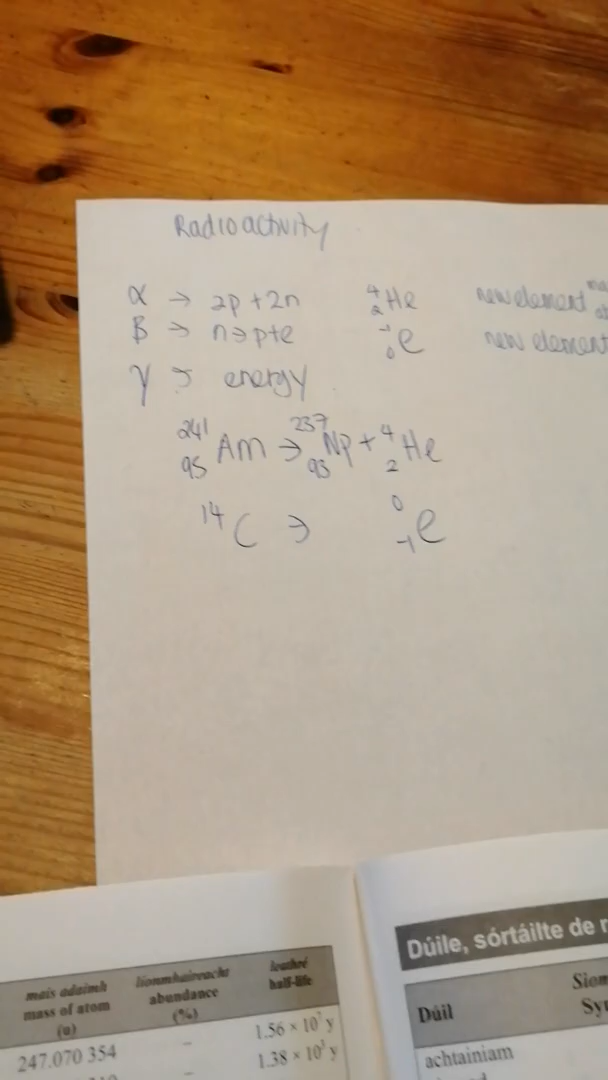 Radioactivity
α → 2p + 2n ⁴₂He new element
β → n→p+e ⁻¹₀e new element
γ → energy
²⁴¹₉₅Am → ²³⁷₉₃Np + ⁴₂He
¹⁴C → ⁰₋₁e
Dúile, sórtáilte de
mais adaimh líonmhaireacht leathré
mass of atom abundance half-life
(u) (%)
Dúil
247.070 354 – 1.56 × 10⁷ y
– 1.38 × 10⁵ y
achtainiam